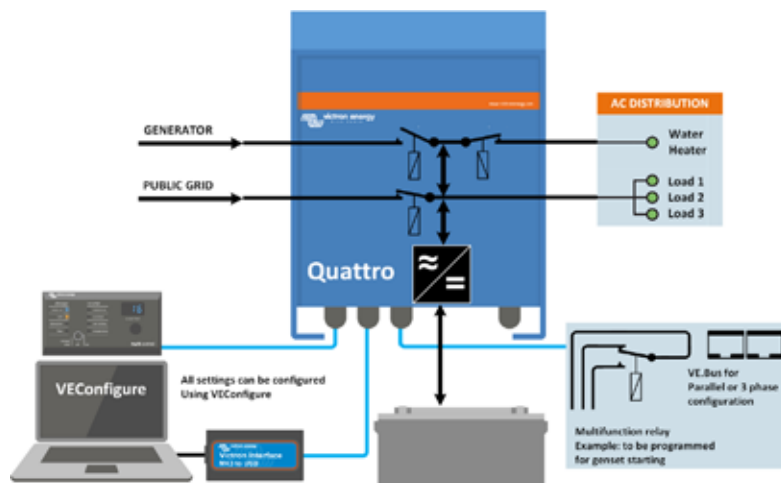 victron energy
GENERATOR
PUBLIC GRID
Quattro
AC DISTRIBUTION
Water
Heater
Load 1
Load 2
Load 3
VEConfigure
All settings can be configured
Using VEConfigure
Victron Interface
MK3 to USB
VE.Bus for
Parallel or 3 phase
configuration
Multifunction relay
Example: to be programmed
for genset starting